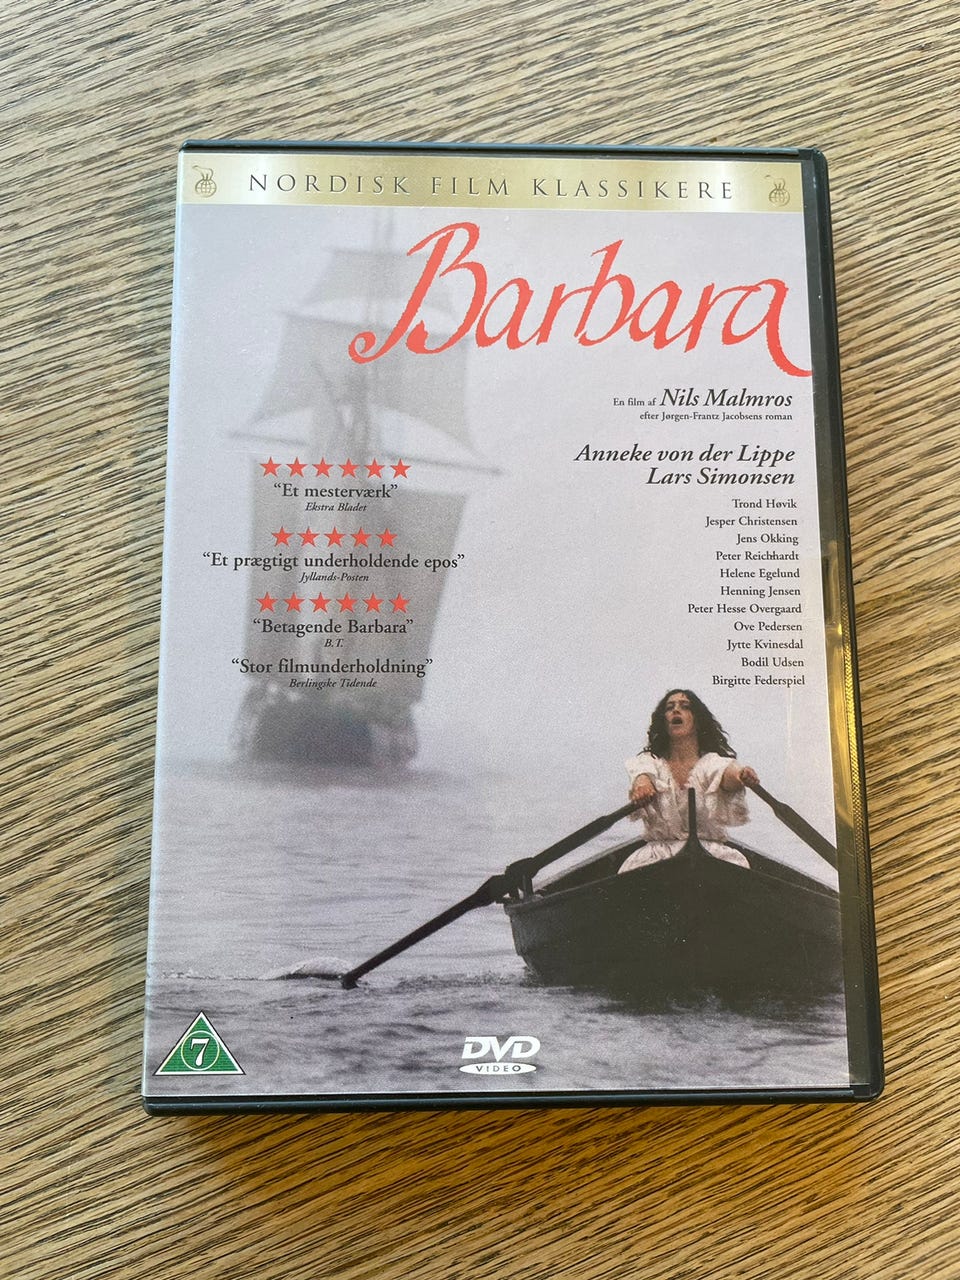 NORDISK FILM KLASSIKERE
Barbara
En film af Nils Malmros
efter Jørgen-Frantz Jacobsens roman
Anneke von der Lippe
Lars Simonsen
Trond Høvik
Jesper Christensen
Jens Okking
Peter Reichhardt
Helene Egelund
Henning Jensen
Peter Hesse Overgaard
Ove Pedersen
Jytte Kvinesdal
Bodil Udsen
Birgitte Federspiel
★★★★★★
“Et mesterværk”
Ekstra Bladet
★★★★★
“Et prægtigt underholdende epos”
Jyllands-Posten
★★★★★★
“Betagende Barbara”
B.T.
“Stor filmunderholdning”
Berlingske Tidende
7
DVD
VIDEO